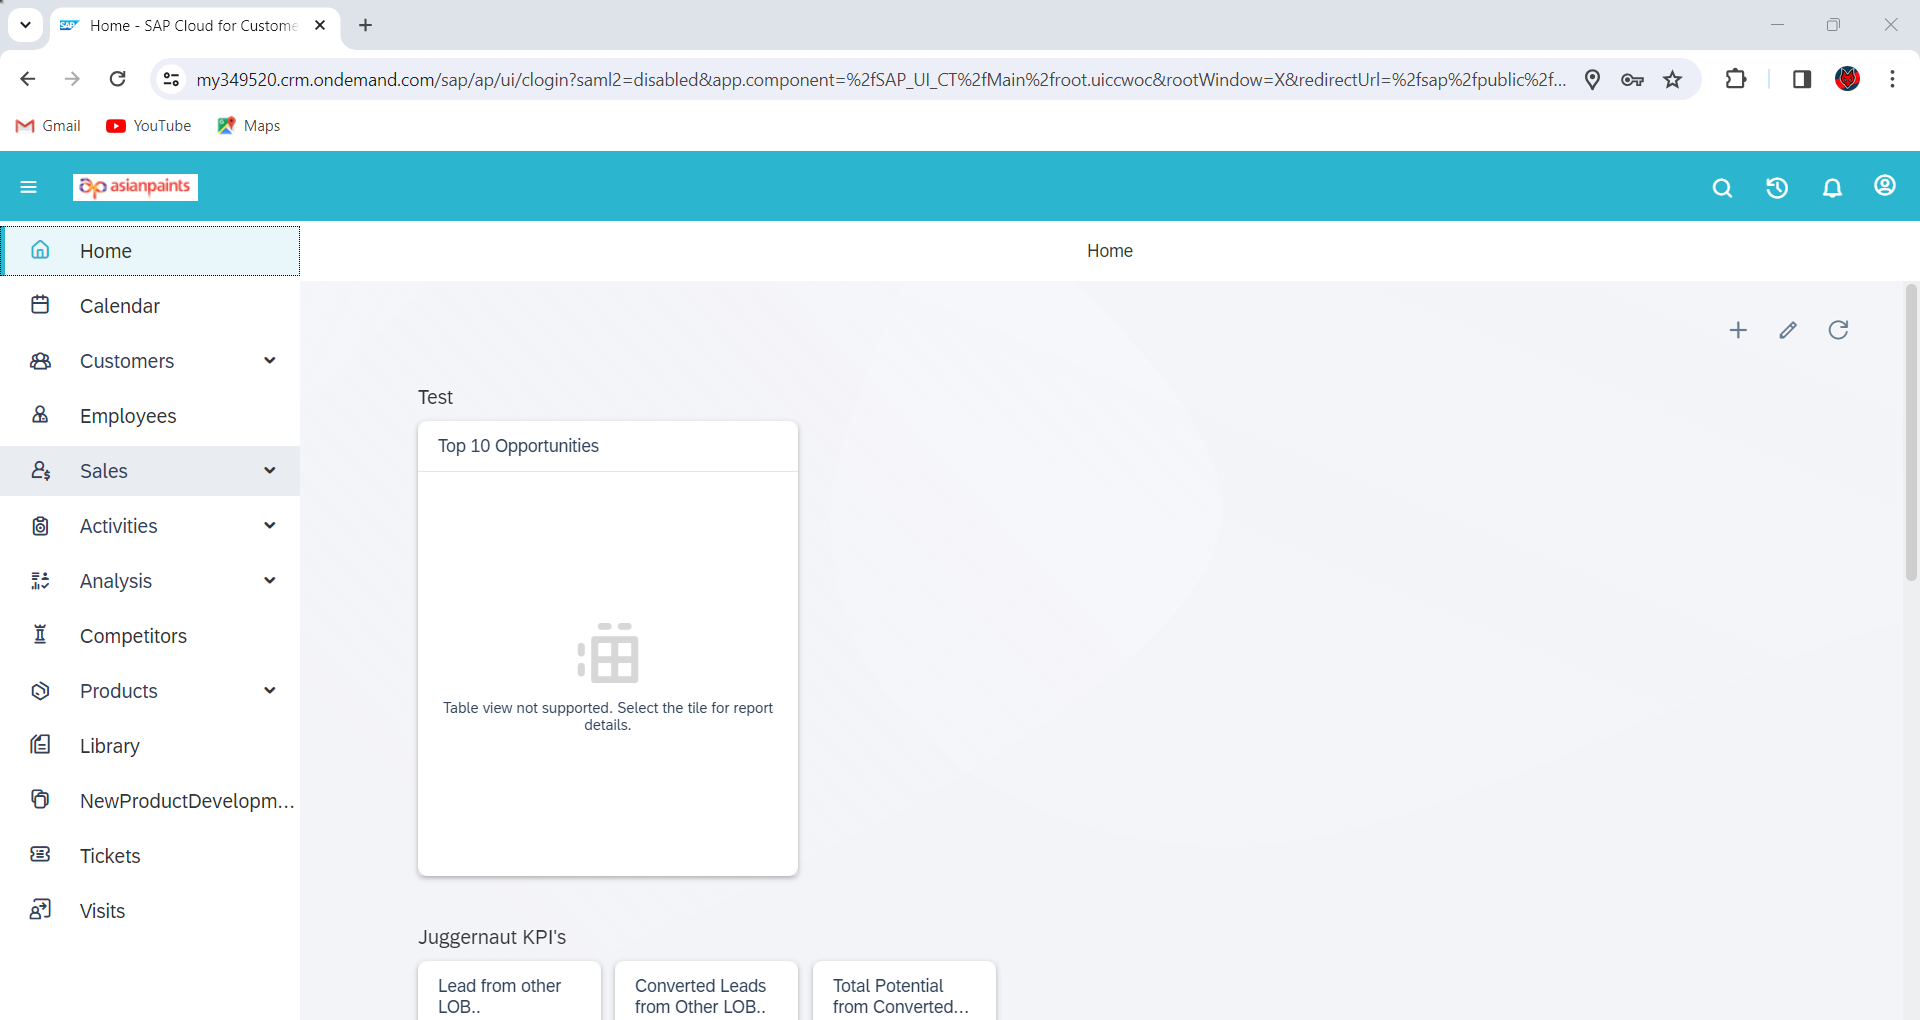 Home - SAP Cloud for Custome
my349520.crm.ondemand.com/sap/ap/ui/clogin?saml2=disabled&app.component=%2fSAP_UI_CT%2fMain%2froot.uiccwoc&rootWindow=X&redirectUrl=%2fsap%2fpublic%2f...
Gmail
YouTube
Maps
asianpaints
Home
Calendar
Customers
Employees
Sales
Activities
Analysis
Competitors
Products
Library
NewProductDevelopm...
Tickets
Visits
Home
Test
Top 10 Opportunities
Table view not supported. Select the tile for report
details.
Juggernaut KPI's
Lead from other
LOB..
Converted Leads
from Other LOB..
Total Potential
from Converted...